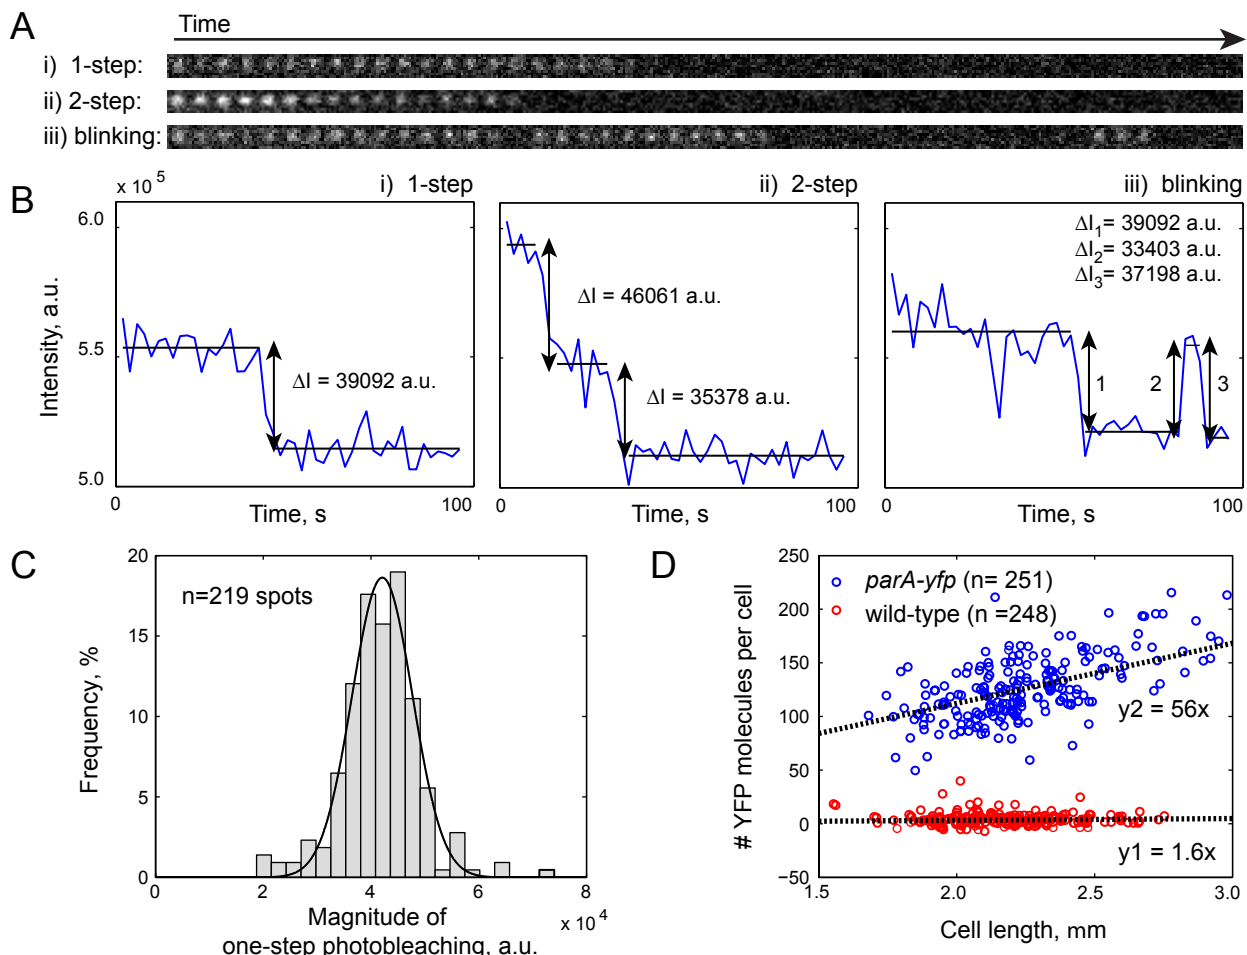 A
Time
i) 1-step:
ii) 2-step:
iii) blinking:
B
x 10 5
i) 1-step
ii) 2-step
iii) blinking
6.0
5.5
5.0
Intensity, a.u.
ΔI = 39092 a.u.
0
100
Time, s
ΔI = 46061 a.u.
ΔI = 35378 a.u.
0
100
Time, s
ΔI1= 39092 a.u.
ΔI2= 33403 a.u.
ΔI3= 37198 a.u.
1
2
3
0
100
Time, s
C
20
15
10
5
0
Frequency, %
n=219 spots
0
2
4
6
8
x 10 4
Magnitude of
one-step photobleaching, a.u.
D
250
200
150
100
50
0
−50
# YFP molecules per cell
parA-yfp (n= 251)
wild-type (n =248)
y2 = 56x
y1 = 1.6x
1.5
2.0
2.5
3.0
Cell length, mm